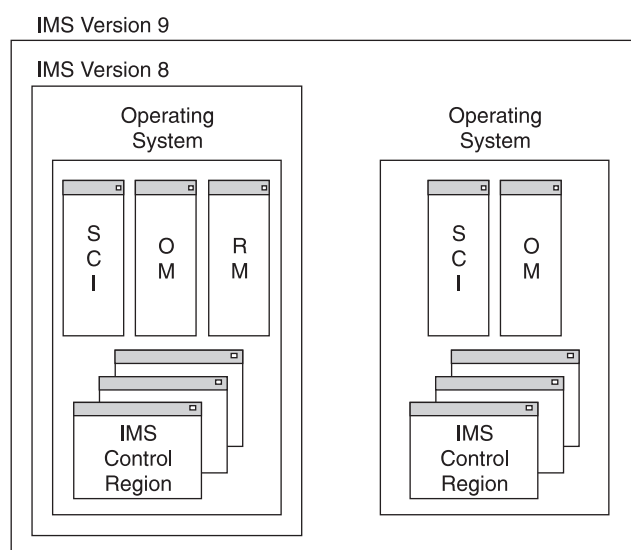 IMS Version 9
IMS Version 8
Operating
System
S
C
I
O
M
R
M
IMS
Control
Region
Operating
System
S
C
I
O
M
IMS
Control
Region